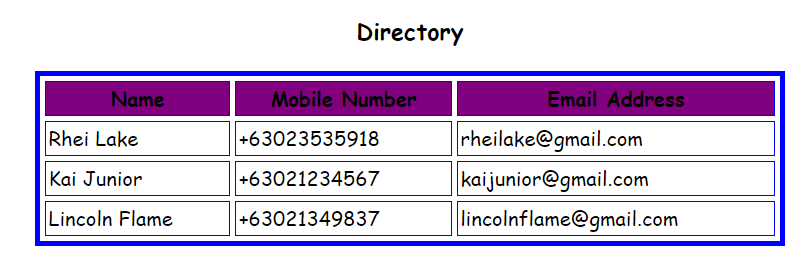 Directory
Name Mobile Number Email Address
Rhei Lake +63023535918 rheilake@gmail.com
Kai Junior +63021234567 kaijunior@gmail.com
Lincoln Flame +63021349837 lincolnflame@gmail.com